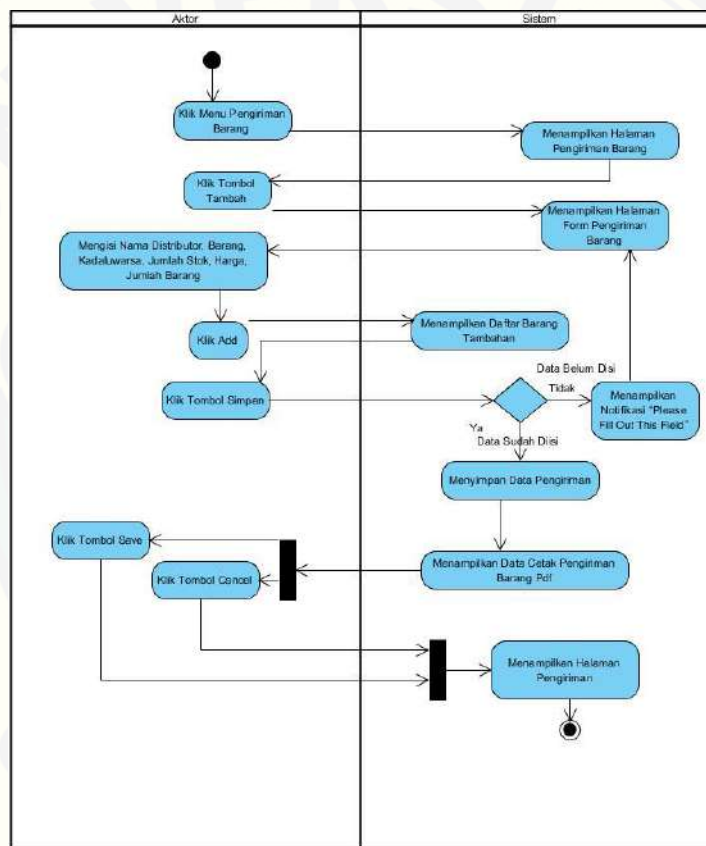 Aktor
Sistem
Klik Menu Pengiriman
Barang
Menampilkan Halaman
Pengiriman Barang
Klik Tombol
Tambah
Menampilkan Halaman
Form Pengiriman
Barang
Mengisi Nama Distributor, Barang,
Kadaluwarsa, Jumlah Stok, Harga,
Jumlah Barang
Klik Add
Menampilkan Daftar Barang
Tambahan
Data Belum Disi
Tidak
Klik Tombol Simpan
Menampilkan
Notifikasi "Please
Fill Out This Field"
Ya
Data Sudah Diisi
Menyimpan Data Pengiriman
Klik Tombol Save
Menampilkan Data Cetak Pengiriman
Barang Pdf
Klik Tombol Cancel
Menampilkan Halaman
Pengiriman